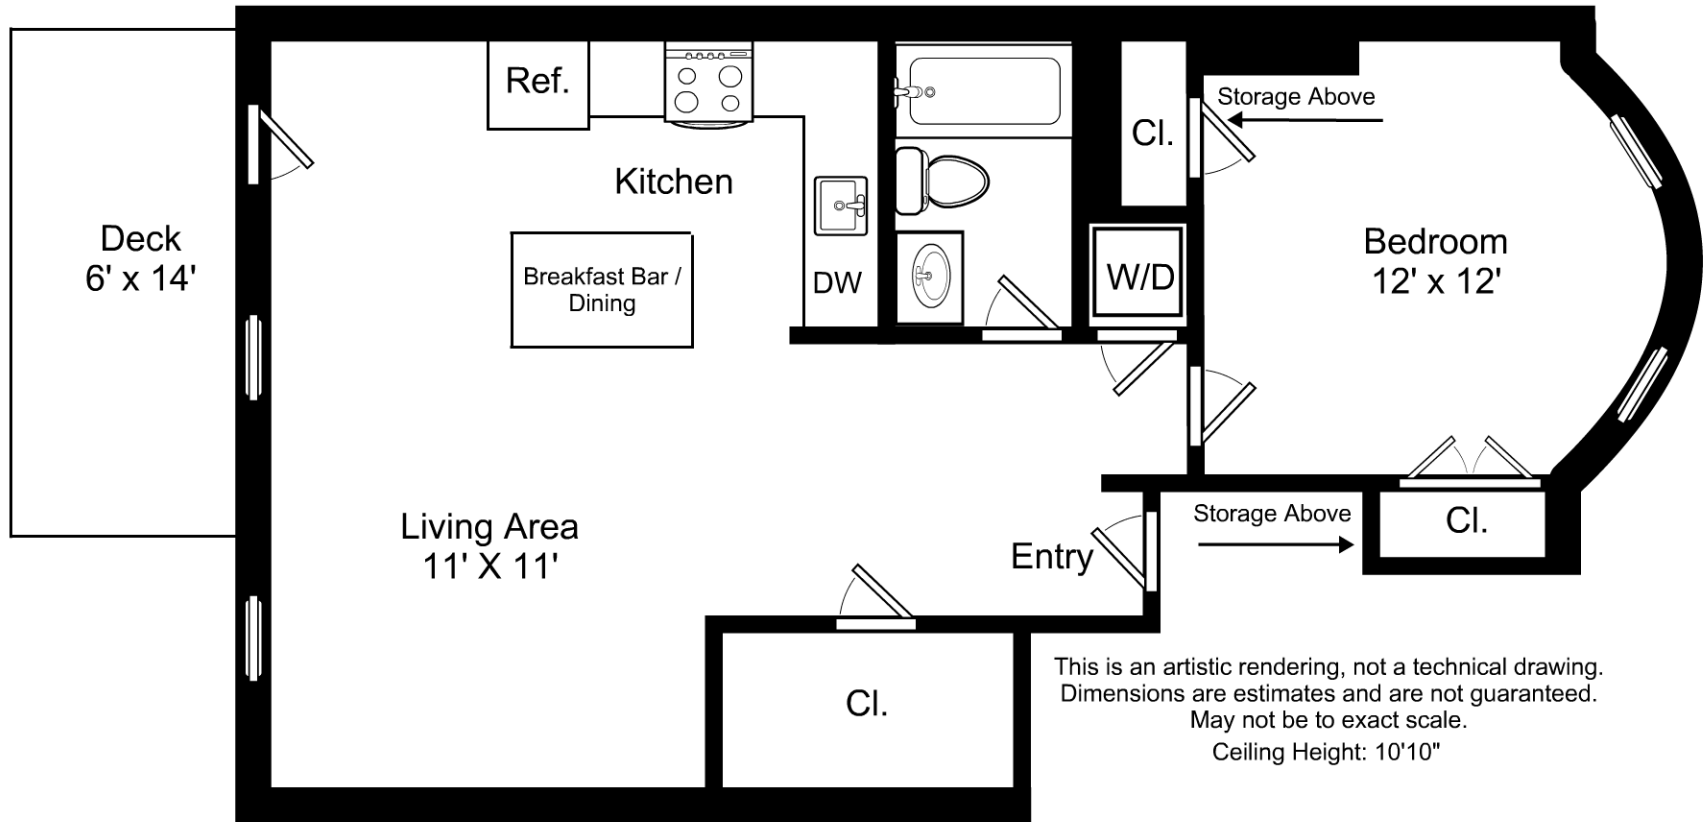 Ref.
Kitchen
Breakfast Bar /
Dining
DW
Deck
6' x 14'
Cl.
Storage Above
W/D
Bedroom
12' x 12'
Living Area
11' X 11'
Entry
Storage Above
Cl.
Cl.
This is an artistic rendering, not a technical drawing.
Dimensions are estimates and are not guaranteed.
May not be to exact scale.
Ceiling Height: 10'10"